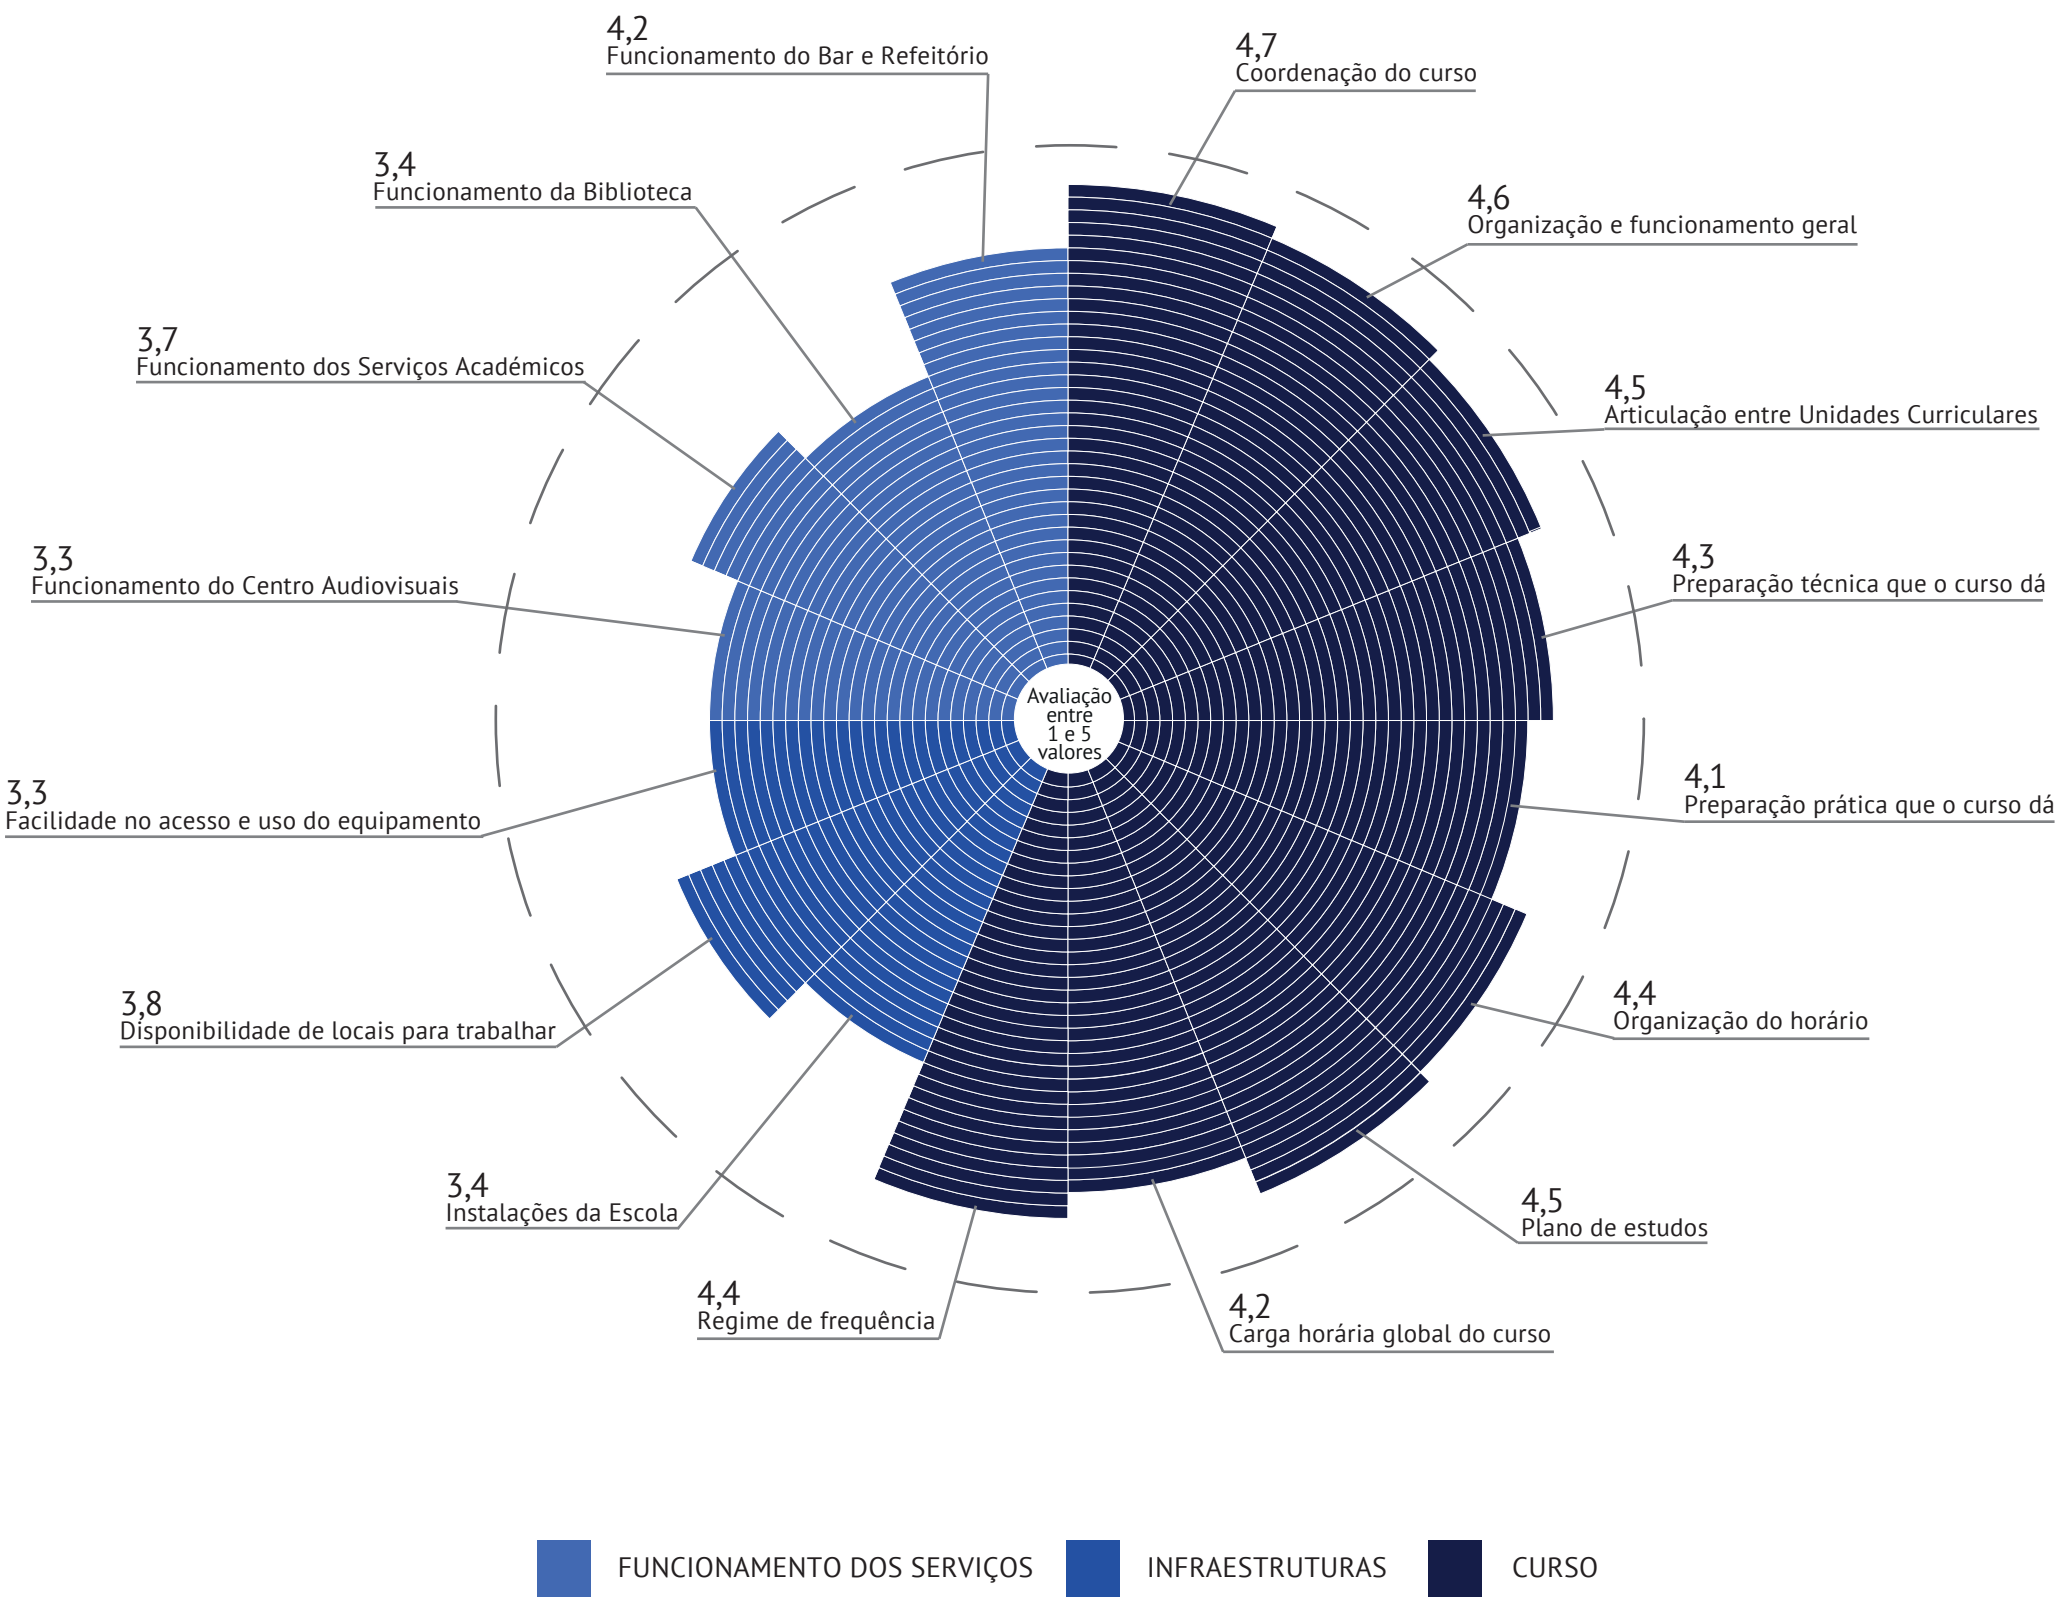 4,2
Funcionamento do Bar e Refeitório
4,7
Coordenação do curso
3,4
Funcionamento da Biblioteca
4,6
Organização e funcionamento geral
3,7
Funcionamento dos Serviços Académicos
4,5
Articulação entre Unidades Curriculares
3,3
Funcionamento do Centro Audiovisuais
4,3
Preparação técnica que o curso dá
Avaliação
entre
1 e 5
valores
3,3
Facilidade no acesso e uso do equipamento
4,1
Preparação prática que o curso dá
3,8
Disponibilidade de locais para trabalhar
4,4
Organização do horário
3,4
Instalações da Escola
4,5
Plano de estudos
4,4
Regime de frequência
4,2
Carga horária global do curso
FUNCIONAMENTO DOS SERVIÇOS
INFRAESTRUTURAS
CURSO